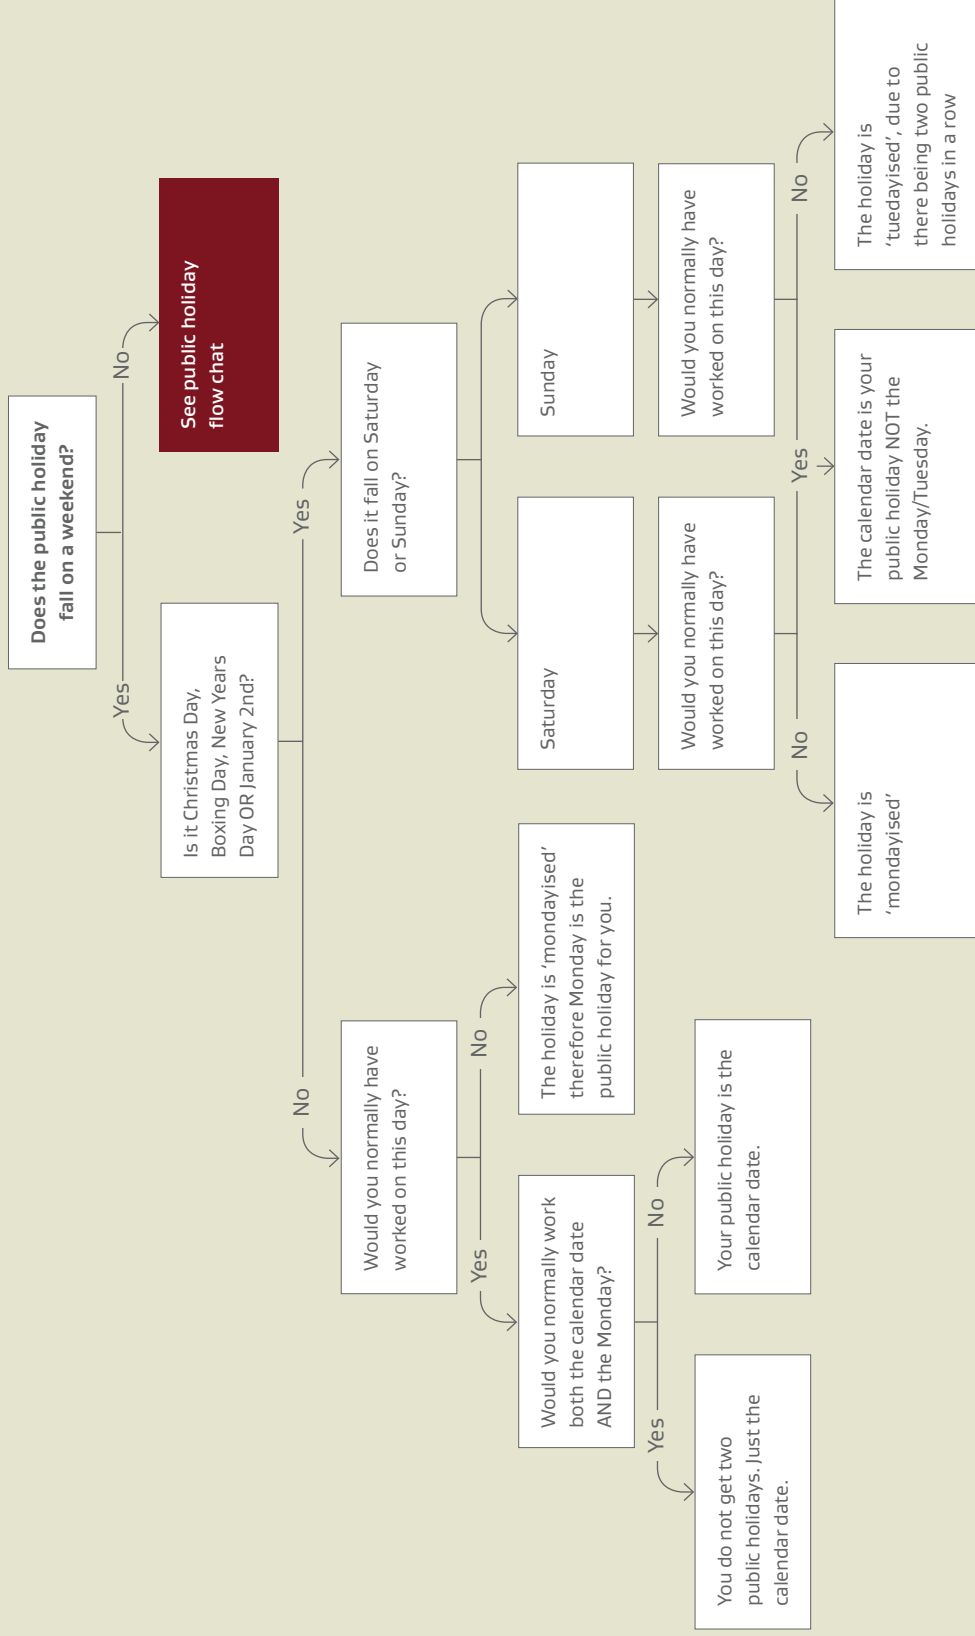 Does the public holiday
fall on a weekend?
Yes
No
Is it Christmas Day,
Boxing Day, New Years
Day OR January 2nd?
See public holiday
flow chat
No
Yes
Would you normally have
worked on this day?
Does it fall on Saturday
or Sunday?
Yes
No
Would you normally work
both the calendar date
AND the Monday?
The holiday is ‘mondayised’
therefore Monday is the
public holiday for you.
Saturday
Sunday
Yes
No
Would you normally have
worked on this day?
Would you normally have
worked on this day?
You do not get two
public holidays. Just the
calendar date.
Your public holiday is the
calendar date.
No
Yes
No
The holiday is
‘mondayised’
The calendar date is your
public holiday NOT the
Monday/Tuesday.
The holiday is
‘tuedayised’, due to
there being two public
holidays in a row